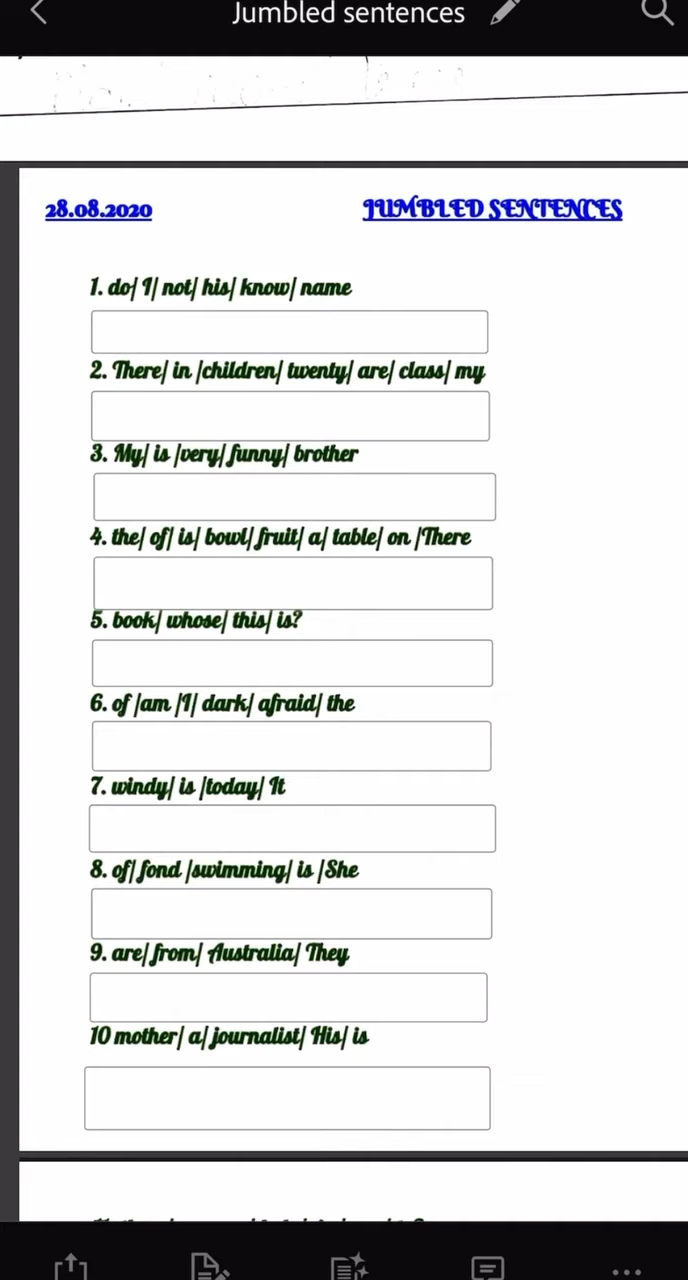 Jumbled sentences
28.08.2020 JUMBLED SENTENCES
1. do/ I/ not/ his/ know/ name
2. There/ in /children/ twenty/ are/ class/ my
3. My/ is /very/ funny/ brother
4. the/ of/ is/ bowl/ fruit/ a/ table/ on /There
5. book/ whose/ this/ is?
6. of /am /I/ dark/ afraid/ the
7. windy/ is /today/ It
8. of/ fond /swimming/ is /She
9. are/ from/ Australia/ They
10 mother/ a/ journalist/ His/ is